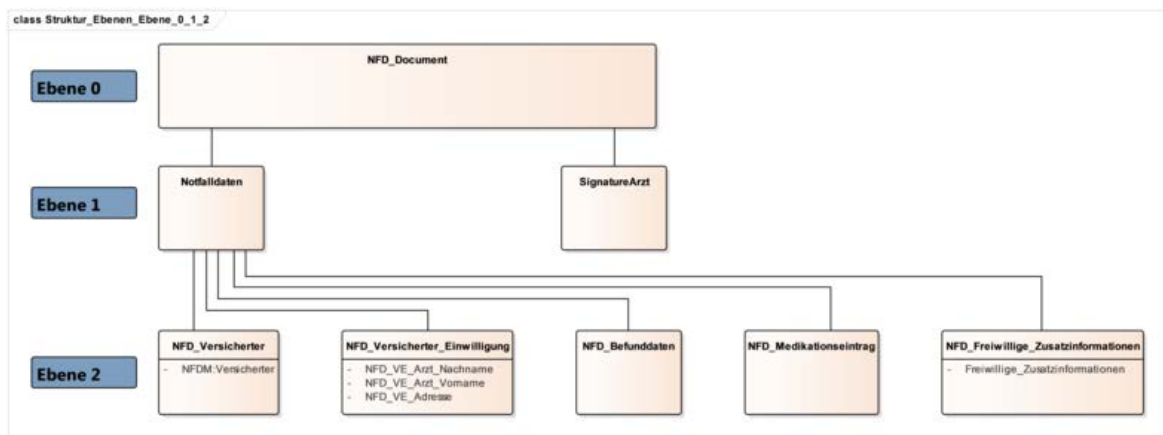 class Struktur_Ebenen_Ebene_0_1_2
Ebene 0
NFD_Document
Ebene 1
Notfalldaten
SignatureArzt
Ebene 2
NFD_Versicherter
- NFDM:Versicherter
NFD_Versicherter_Einwilligung
- NFD_VE_Arzt_Nachname
- NFD_VE_Arzt_Vorname
- NFD_VE_Adresse
NFD_Befunddaten
NFD_Medikationseintrag
NFD_Freiwillige_Zusatzinformationen
- Freiwillige_Zusatzinformationen